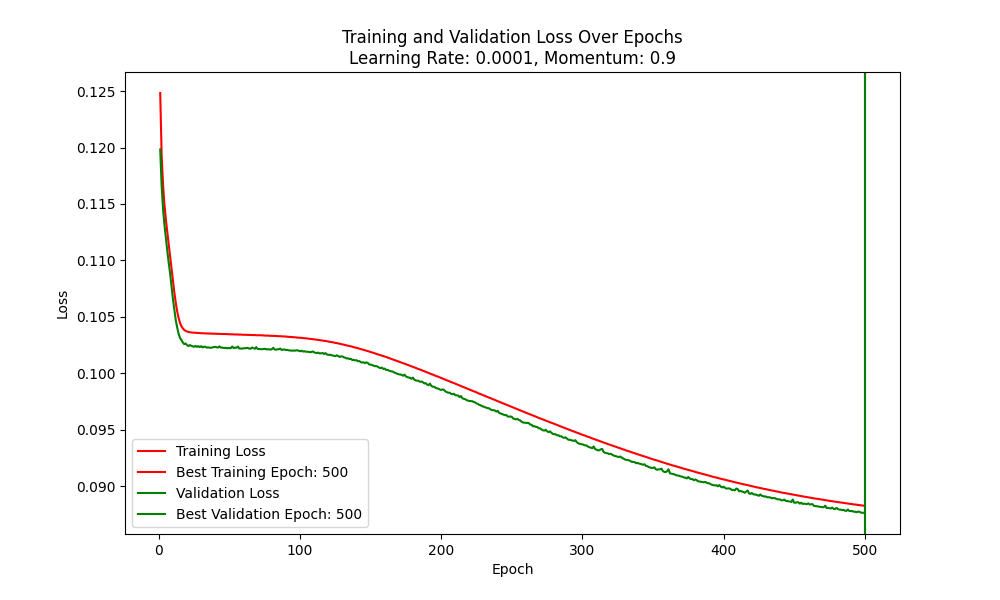 Training and Validation Loss Over Epochs
Learning Rate: 0.0001, Momentum: 0.9
0.125
0.120
0.115
0.110
0.105
0.100
0.095
0.090
Loss
Training Loss
Best Training Epoch: 500
Validation Loss
Best Validation Epoch: 500
0 100 200 300 400 500
Epoch